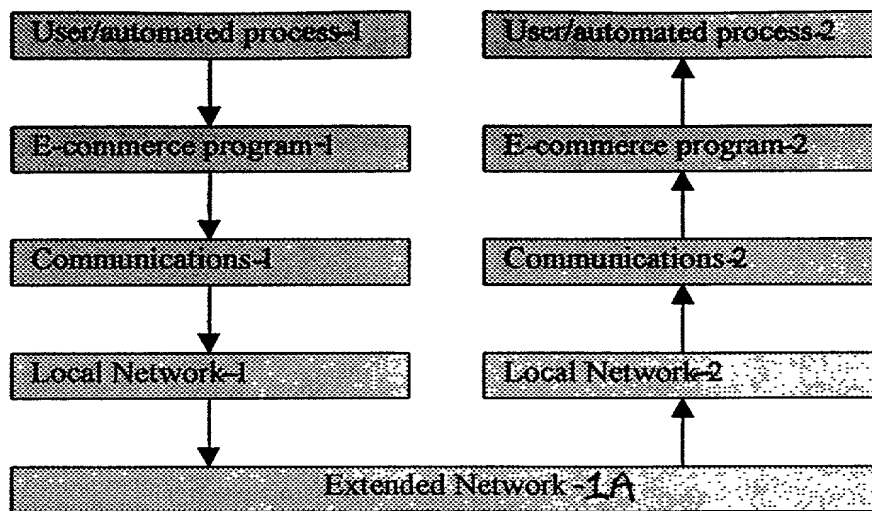 User/automated process-1
E-commerce program-1
Communications-1
Local Network-1
User/automated process-2
E-commerce program-2
Communications-2
Local Network-2
Extended Network-1A